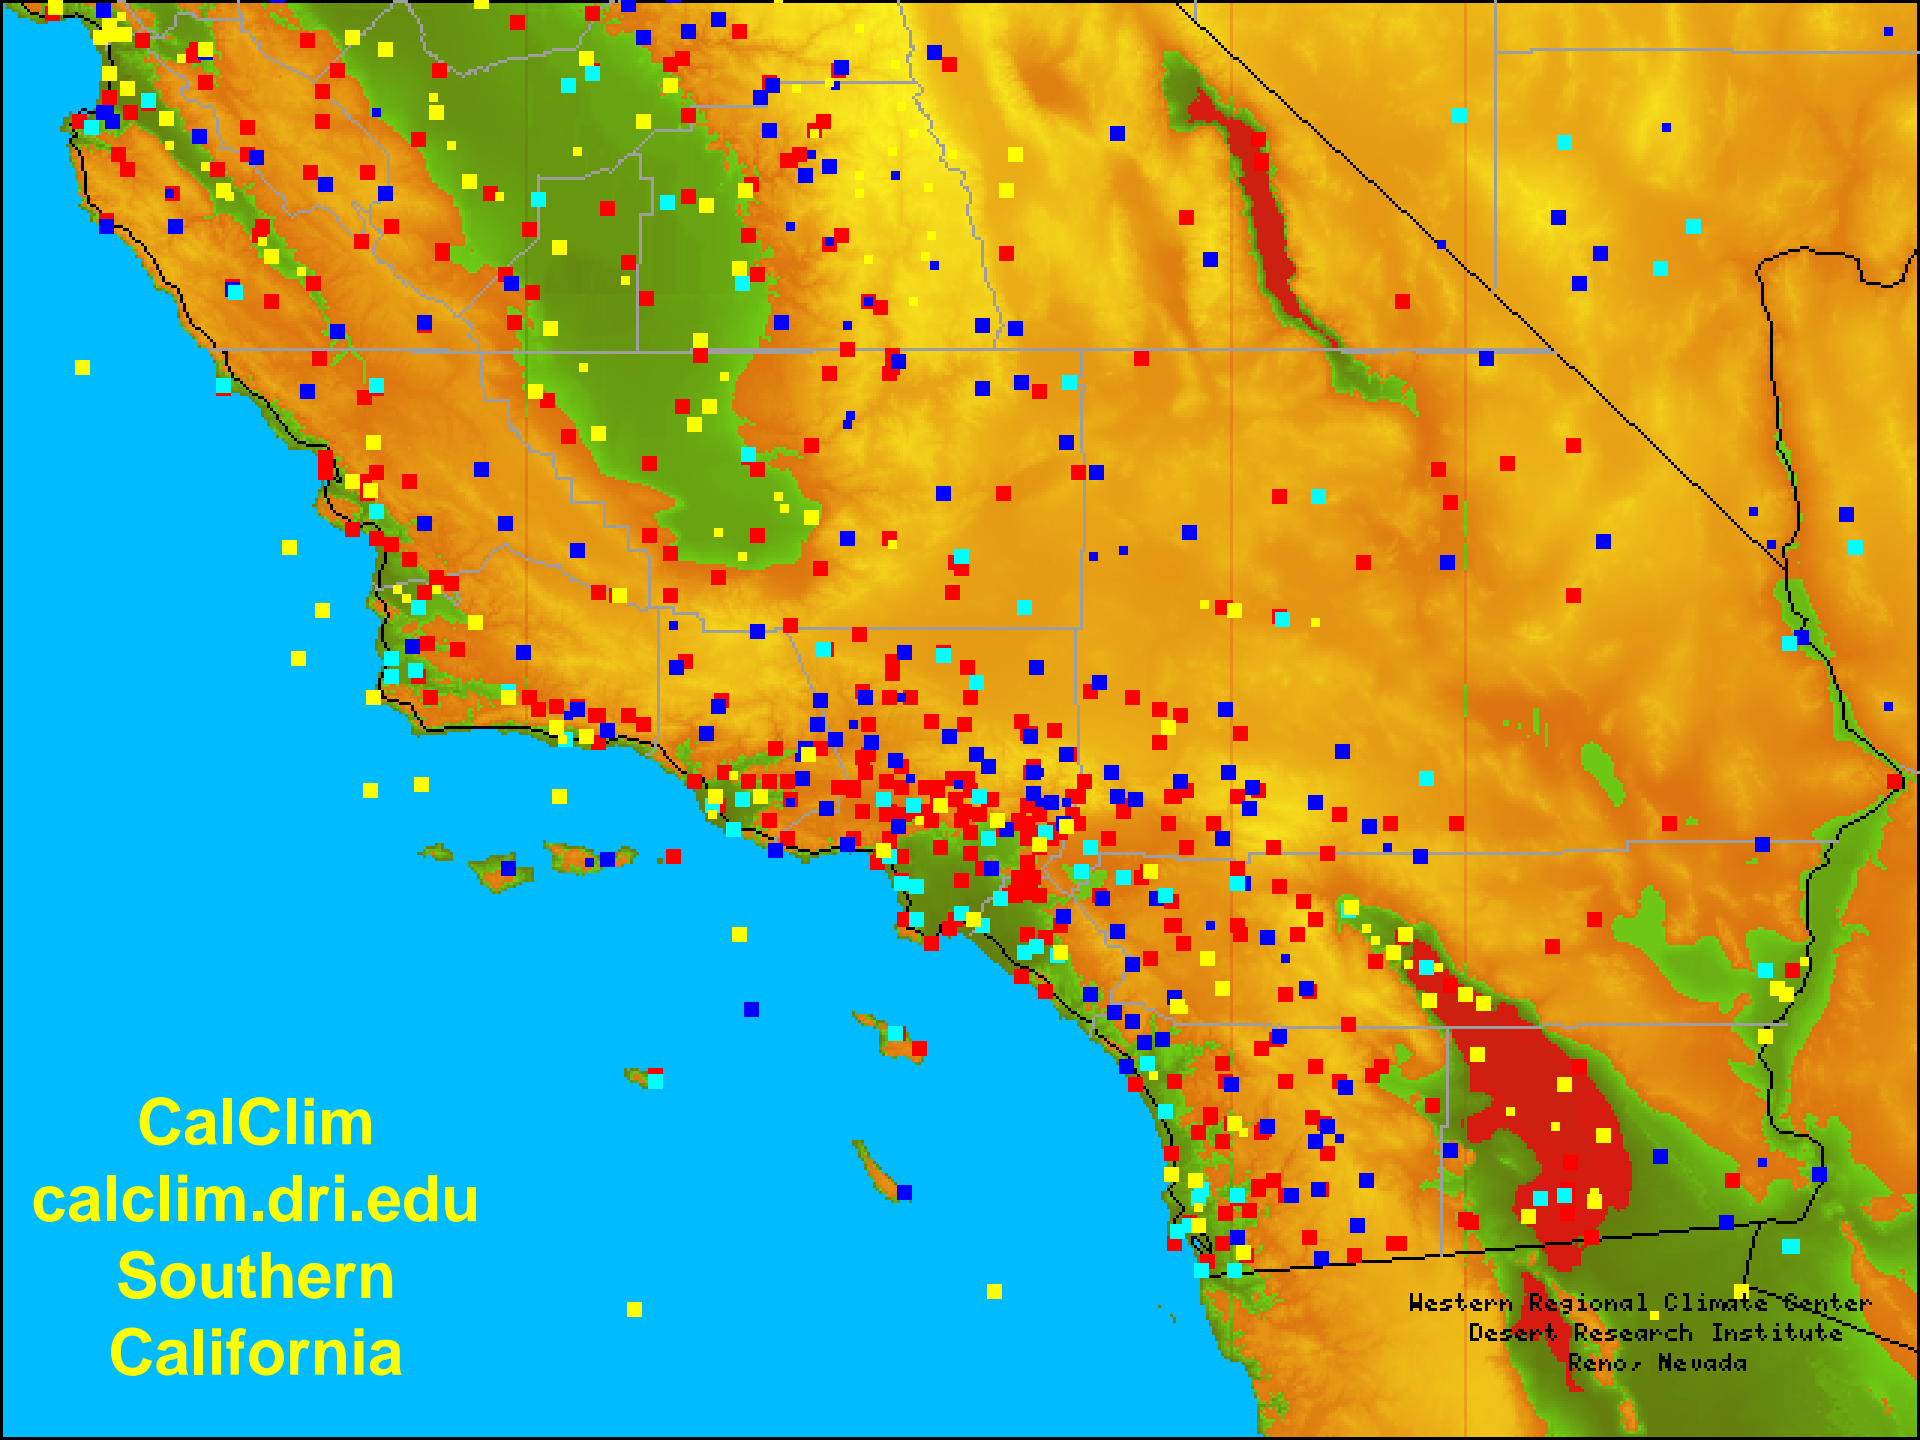 CalClim
calclim.dri.edu
Southern
California
Western Regional Climate Center
Desert Research Institute
Reno, Nevada